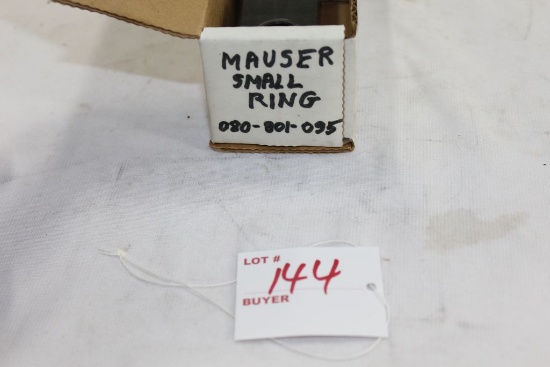 MAUSER
SMALL
RING
080-801-095
LOT # 144
BUYER